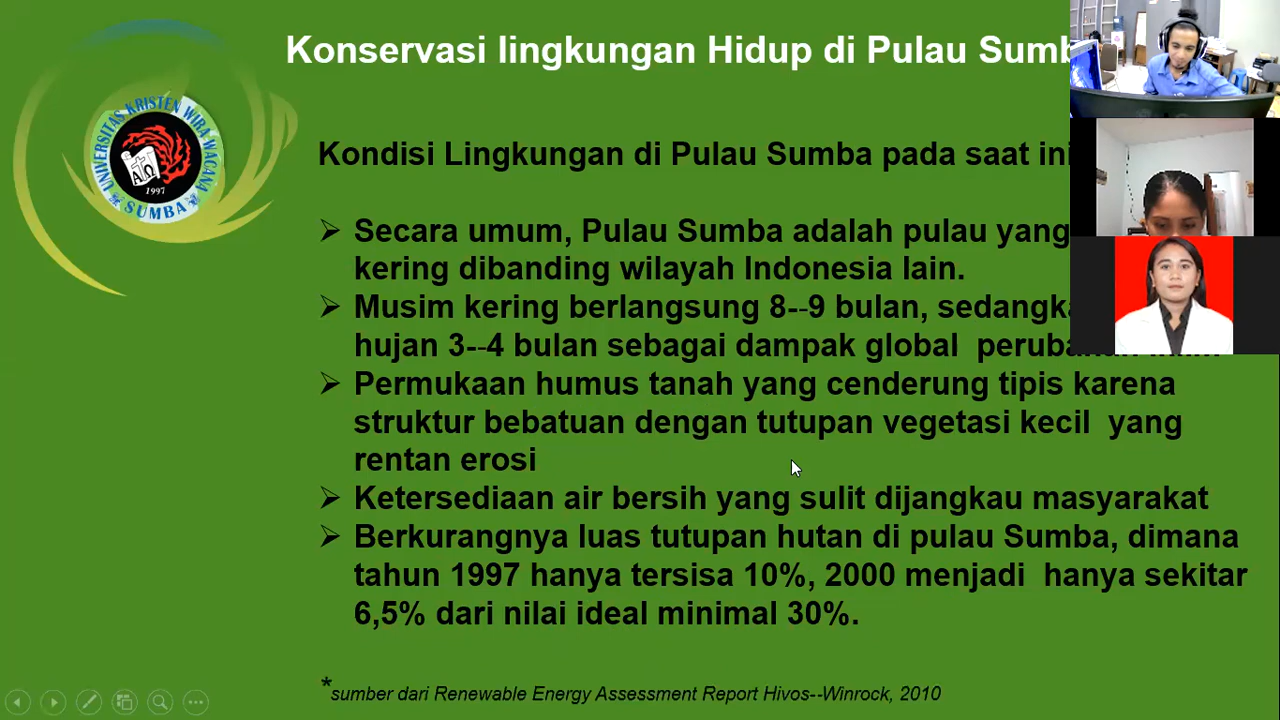 Konservasi lingkungan Hidup di Pulau
UNIVERSITAS KRISTEN WIRA WACANA
ΑΩ
1997
SUMBA
Kondisi Lingkungan di Pulau Sumba pada saat ini
Secara umum, Pulau Sumba adalah pulau yang
kering dibanding wilayah Indonesia lain.
Musim kering berlangsung 8--9 bulan,
hujan 3--4 bulan sebagai dampak global
Permukaan humus tanah yang cenderung tipis karena
struktur bebatuan dengan tutupan vegetasi kecil yang
rentan erosi
Ketersediaan air bersih yang sulit dijangkau masyarakat
Berkurangnya luas tutupan hutan di pulau Sumba, dimana
tahun 1997 hanya tersisa 10%, 2000 menjadi hanya sekitar
6,5% dari nilai ideal minimal 30%.
*sumber dari Renewable Energy Assessment Report Hivos--Winrock, 2010